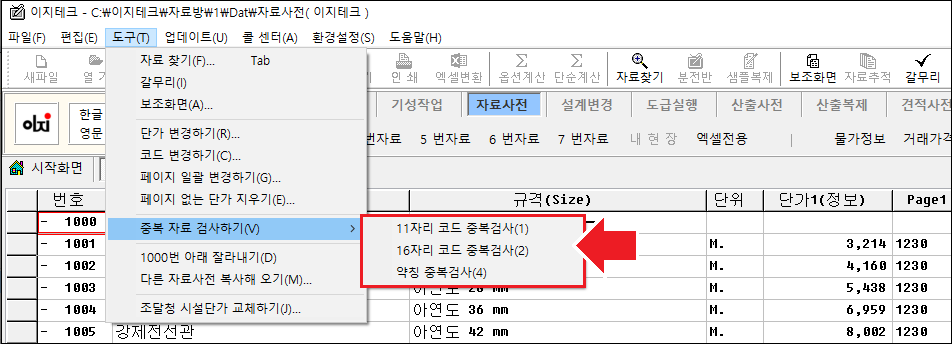 이지테크 - C:₩이지테크₩자료방₩1₩Dat₩자료사전( 이지테크 )
파일(F) 편집(E) 도구(T) 업데이트(U) 콜 센터(A) 환경설정(S) 도움말(H)
새파일 열 기 인 쇄 엑셀변환 옵션계산 단순계산 자료찾기 분전반 샘플복제 보조화면 자료추적 갈무리
자료 찾기(F)... Tab
갈무리(I)
보조화면(A)...
단가 변경하기(R)...
코드 변경하기(C)...
페이지 일괄 변경하기(G)...
페이지 없는 단가 지우기(E)...
중복 자료 검사하기(V)
1000번 아래 잘라내기(D)
다른 자료사전 복사해 오기(M)...
조달청 시설단가 교체하기(J)...
11자리 코드 중복검사(1)
16자리 코드 중복검사(2)
약칭 중복검사(4)
한글
영문
기성작업 자료사전 설계변경 도급실행 산출사전 산출복제 견적사전
번자료 5 번자료 6 번자료 7 번자료 내 현 장 엑셀전용 | 물가정보 거래가격
시작화면
번호 규격(Size) 단위 단가1(정보) Page1
- 1000
- 1001 M. 3,214 1230
- 1002 M. 4,160 1230
- 1003 아연도 28 mm M. 5,438 1230
- 1004 아연도 36 mm M. 6,959 1230
- 1005 강제전선관 아연도 42 mm M. 8,002 1230